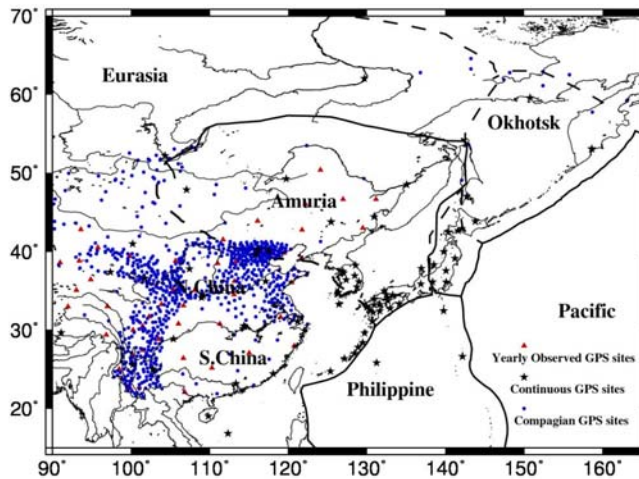 70°
60°
50°
40°
30°
20°
Eurasia
Okhotsk
Amuria
N.China
S.China
Pacific
Philippine
Yearly Observed GPS sites
Continuous GPS sites
Compagian GPS sites
90° 100° 110° 120° 130° 140° 150° 160°